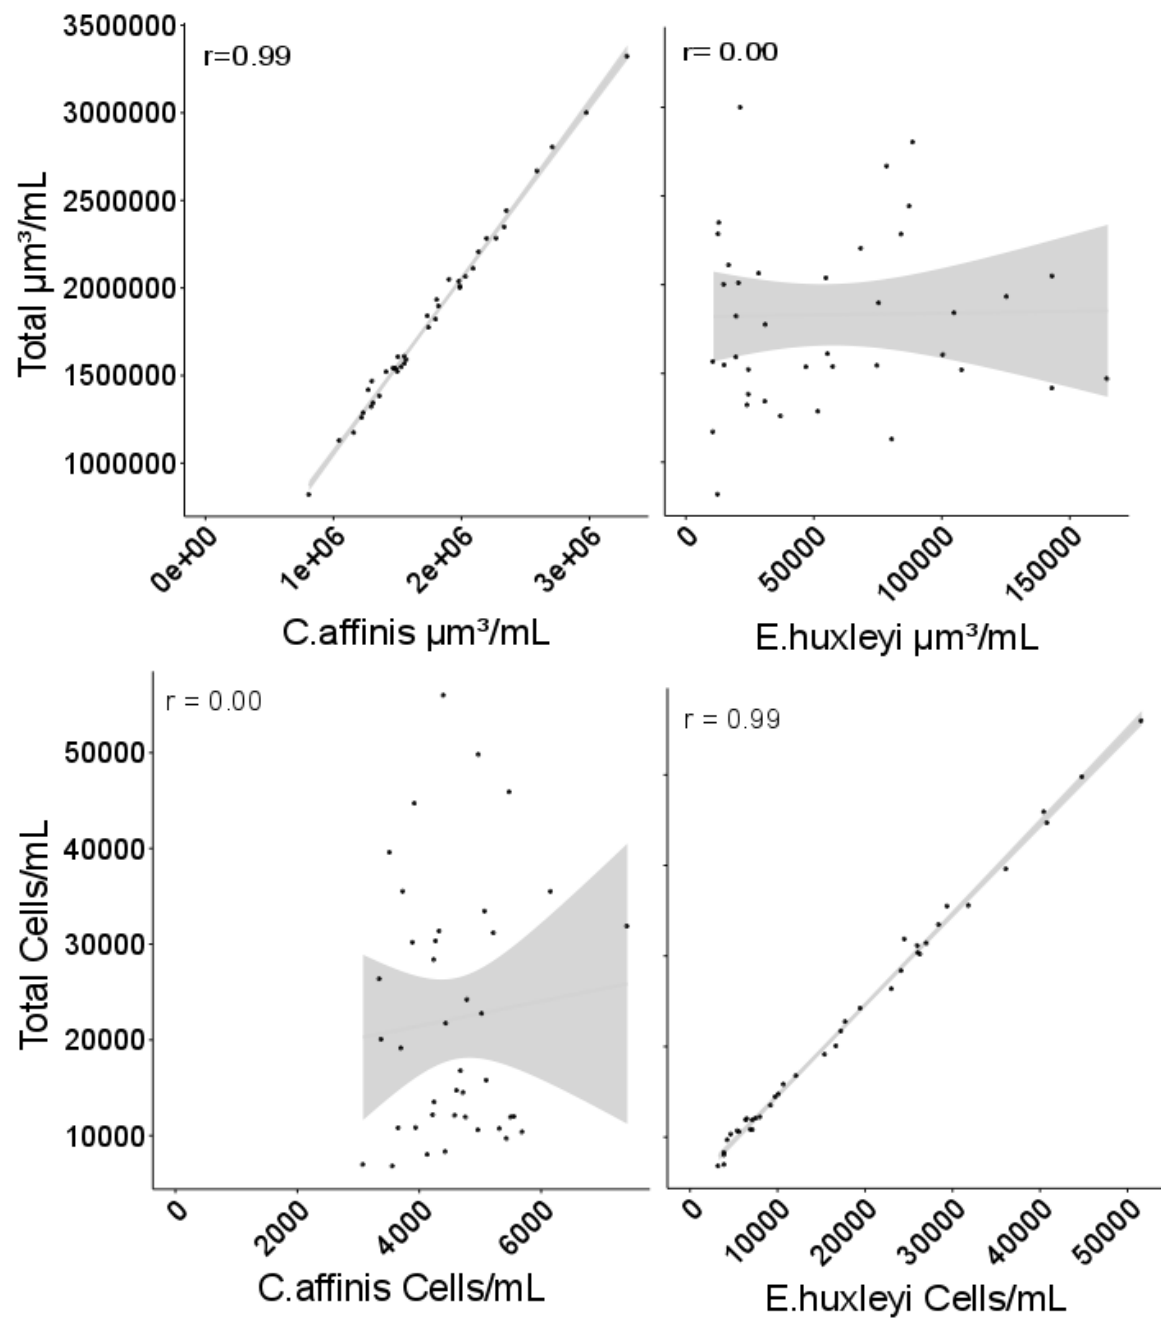 r=0.99
Total µm³/mL
3500000
3000000
2500000
2000000
1500000
1000000
0e+00
1e+06
2e+06
3e+06
C.affinis µm³/mL
r= 0.00
0
50000
100000
150000
E.huxleyi µm³/mL
r = 0.00
Total Cells/mL
50000
40000
30000
20000
10000
0
2000
4000
6000
C.affinis Cells/mL
r = 0.99
0
10000
20000
30000
40000
50000
E.huxleyi Cells/mL